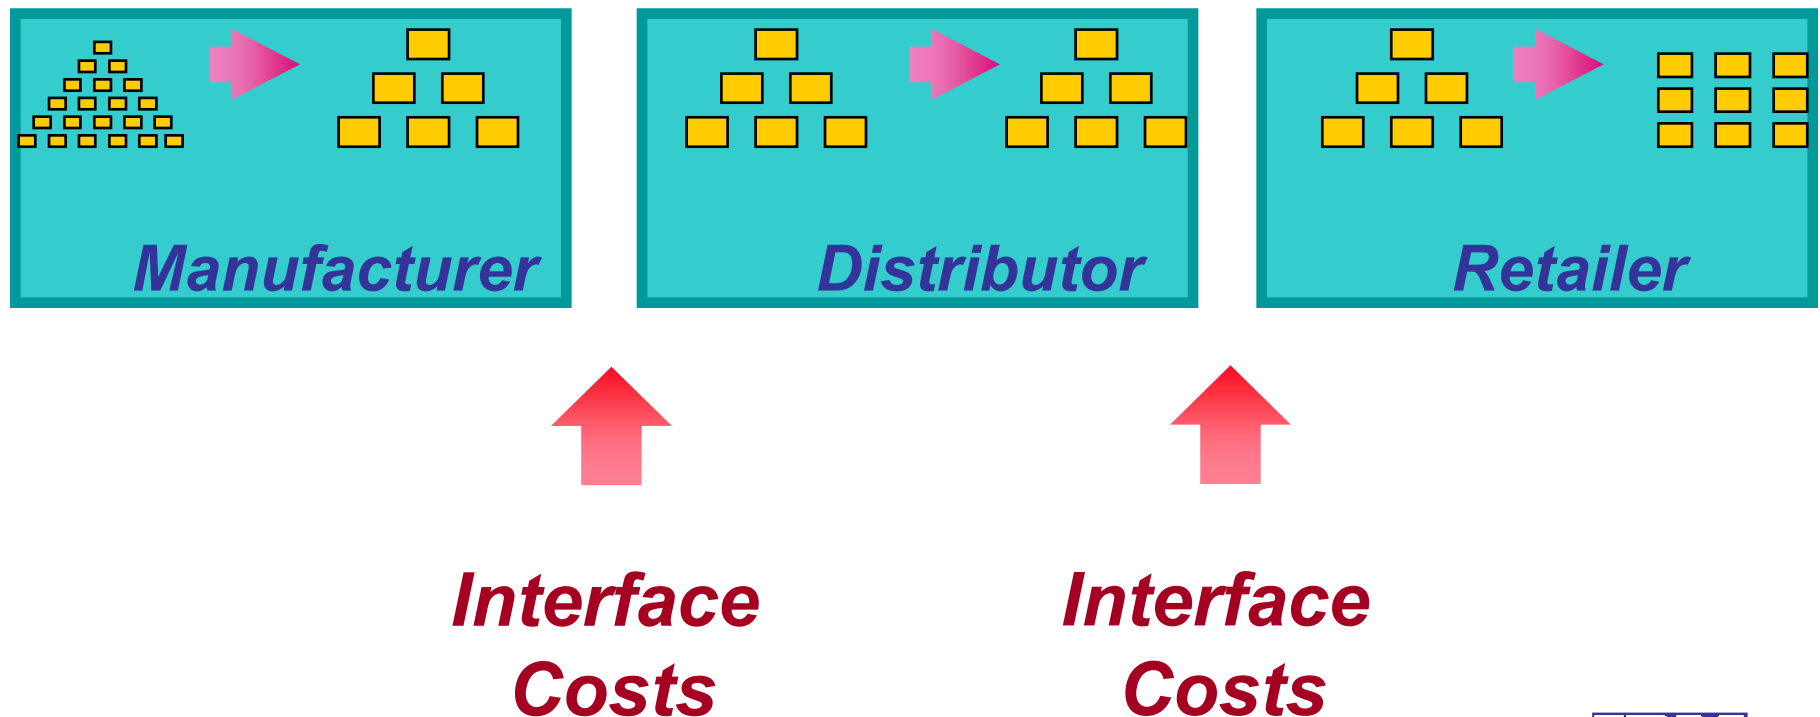 Manufacturer
Distributor
Retailer
Interface
Costs
Interface
Costs